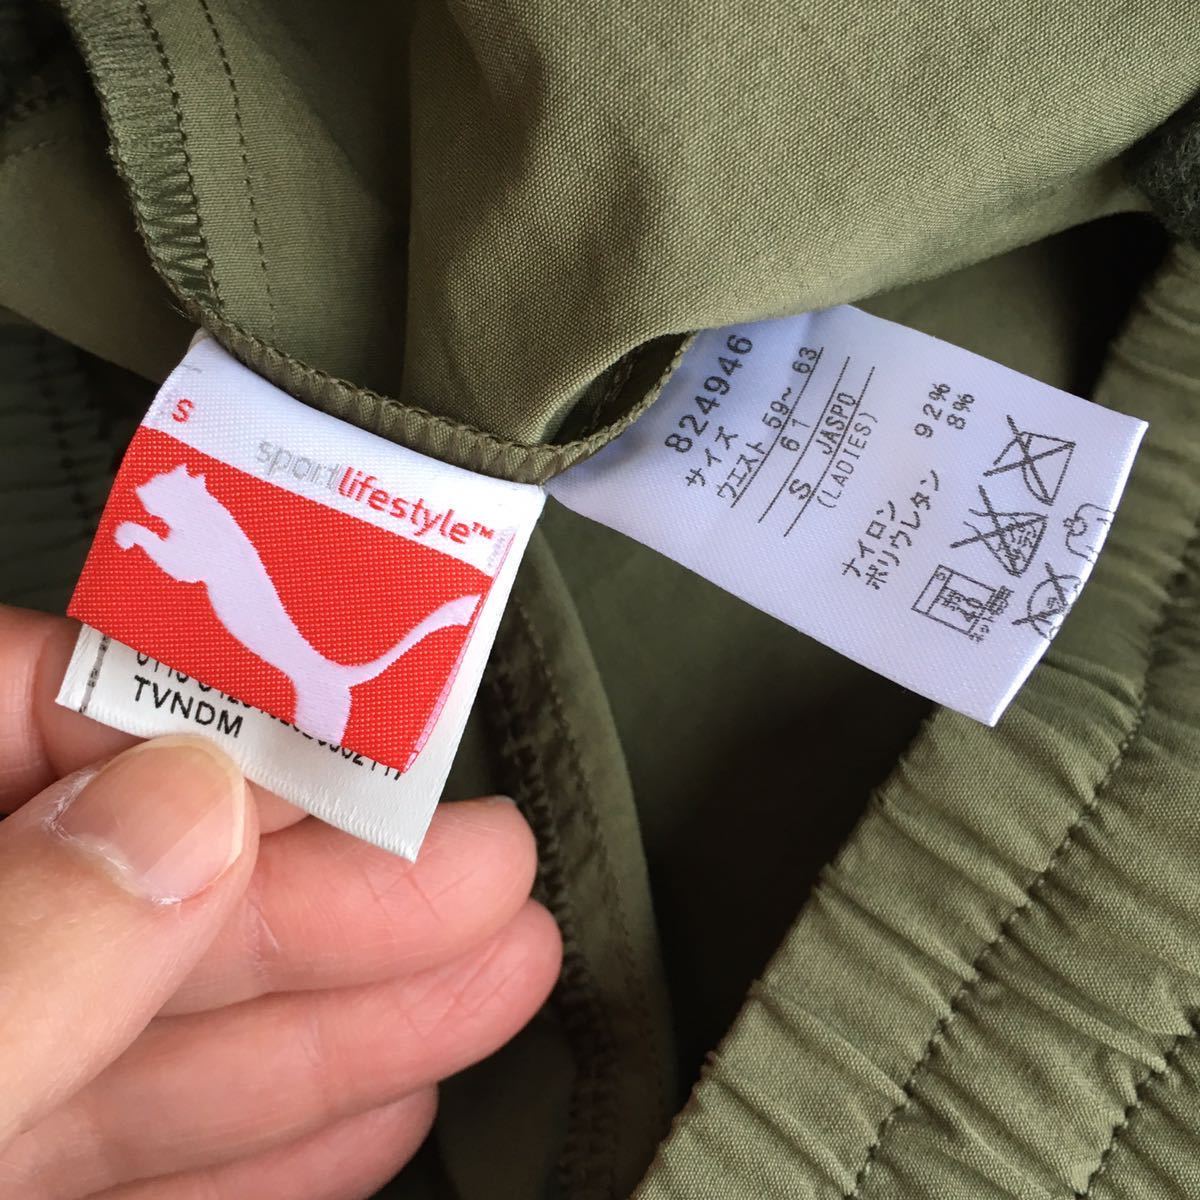 S
sportlifestyle™
TVNDM
824946
サイズ
ウエスト 59~ 63
61
S JASPO
(LADIES)
ナイロン 92%
ポリウレタン 8%